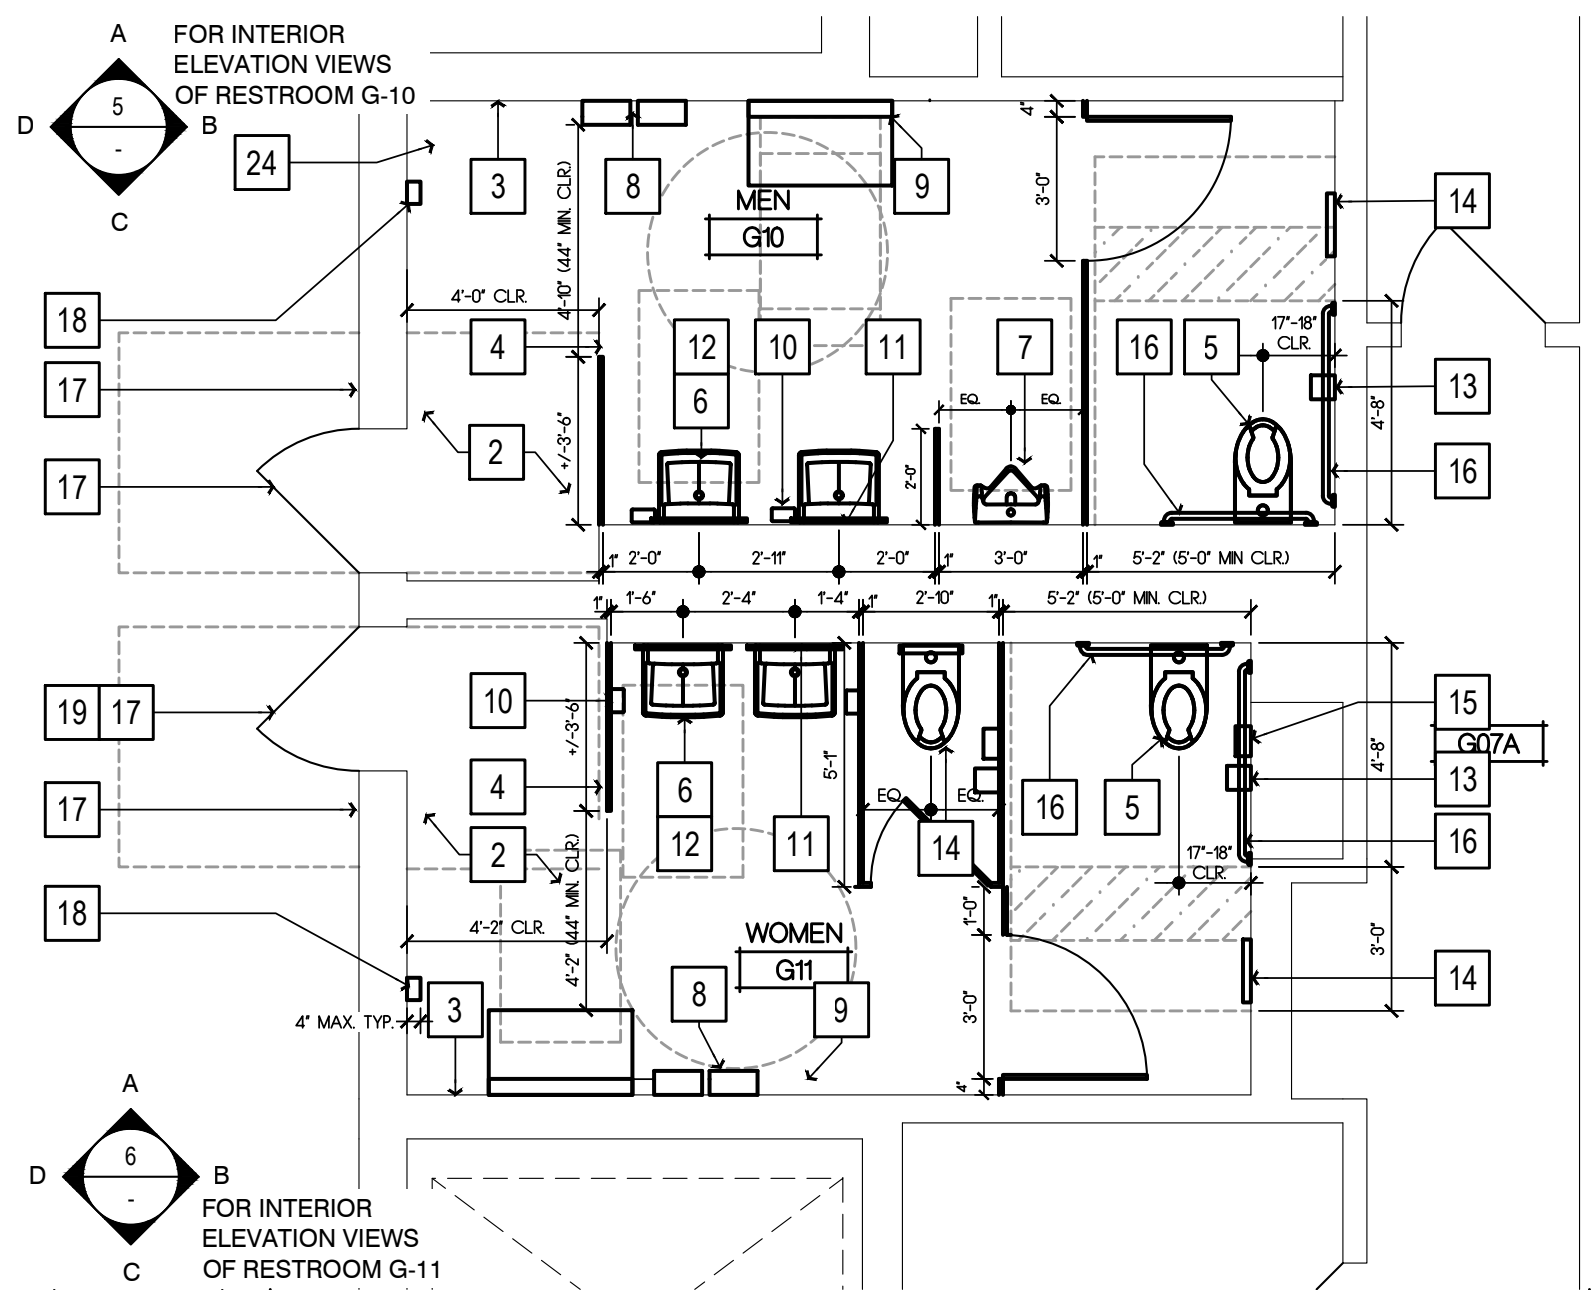 A
FOR INTERIOR
ELEVATION VIEWS
OF RESTROOM G-10
5
-
D
B
C
24
3
8
9
4"
3'-0"
14
MEN
G10
4'-10" (44" MIN. CLR.)
18
4'-0" CLR.
17"-18"
CLR.
4
12
10
11
7
16
5
17
6
EQ.
EQ.
13
4'-8"
2
+/-3'-6"
2'-0"
17
16
1"
2'-0"
2'-11"
2'-0"
1"
3'-0"
1"
5'-2" (5'-0" MIN CLR.)
1"
1'-6"
2'-4"
1'-4"
1"
2'-10"
1"
5'-2" (5'-0" MIN. CLR.)
19
17
10
+/-3'-6"
5'-1"
15
G07A
4'-8"
4
6
EQ.
EQ.
16
5
13
17
2
12
11
14
16
17"-18"
CLR.
18
4'-2" CLR.
4'-2" (44" MIN. CLR.)
WOMEN
G11
1'-0"
3'-0"
3'-0"
14
4" MAX. TYP.
3
8
9
4"
A
6
-
D
B
C
FOR INTERIOR
ELEVATION VIEWS
OF RESTROOM G-11